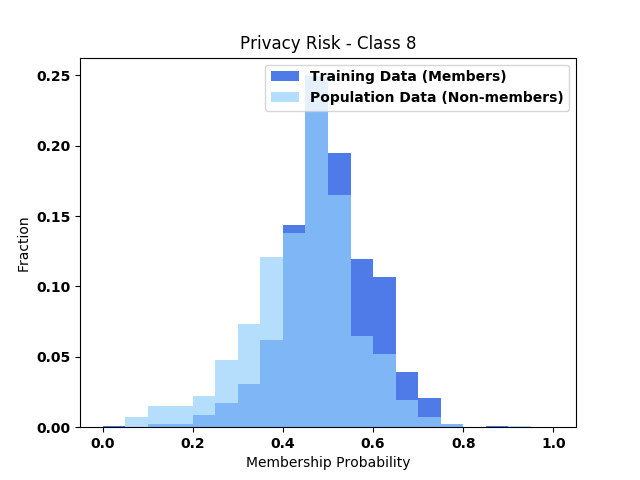 Privacy Risk - Class 8
Training Data (Members)
Population Data (Non-members)
Fraction
0.25
0.20
0.15
0.10
0.05
0.00
0.0 0.2 0.4 0.6 0.8 1.0
Membership Probability